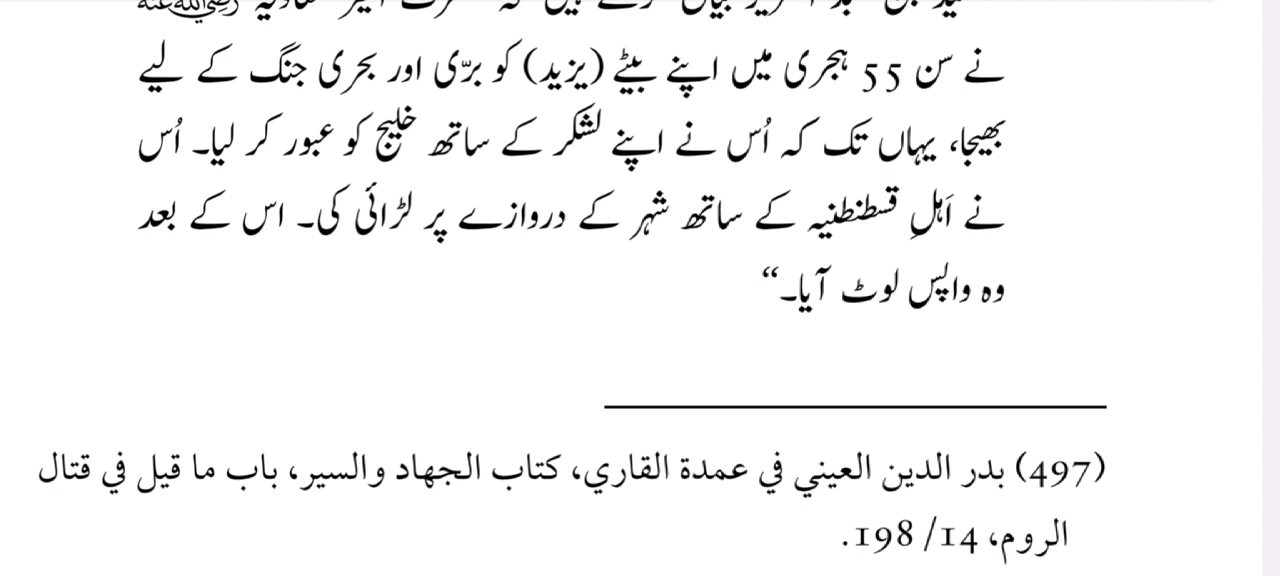 نے سن 55 ہجری میں اپنے بیٹے (یزید) کو برّی اور بحری جنگ کے لیے
بھیجا، یہاں تک کہ اُس نے اپنے لشکر کے ساتھ خلیج کو عبور کر لیا۔ اُس
نے اَہلِ قسطنطنیہ کے ساتھ شہر کے دروازے پر لڑائی کی۔ اس کے بعد
وہ واپس لوٹ آیا۔“
(497) بدر الدين العيني في عمدة القاري، كتاب الجهاد والسير، باب ما قيل في قتال
الروم، 14/ 198.